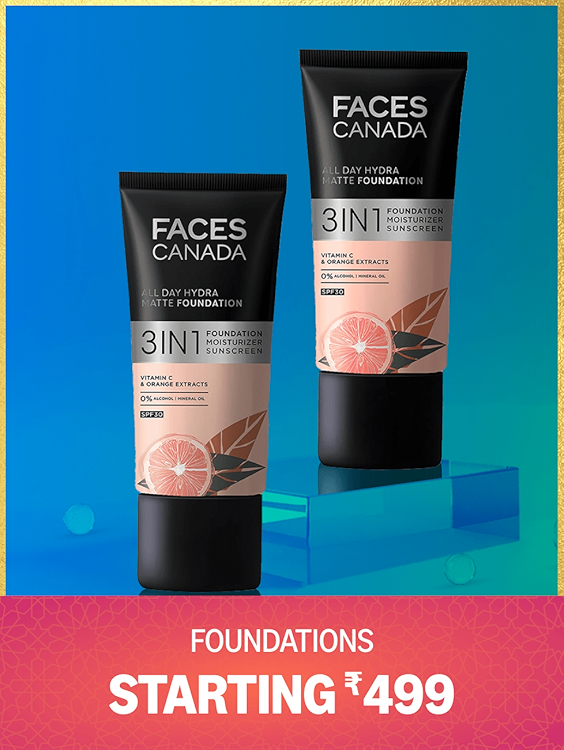 FACES
CANADA
ALL DAY HYDRA
MATTE FOUNDATION
3IN1 FOUNDATION
MOISTURIZER
SUNSCREEN
VITAMIN C
& ORANGE EXTRACTS
0% ALCOHOL | MINERAL OIL
SPF30
FACES
CANADA
ALL DAY HYDRA
MATTE FOUNDATION
3IN1 FOUNDATION
MOISTURIZER
SUNSCREEN
VITAMIN C
& ORANGE EXTRACTS
0% ALCOHOL | MINERAL OIL
SPF30
FOUNDATIONS
STARTING ₹499